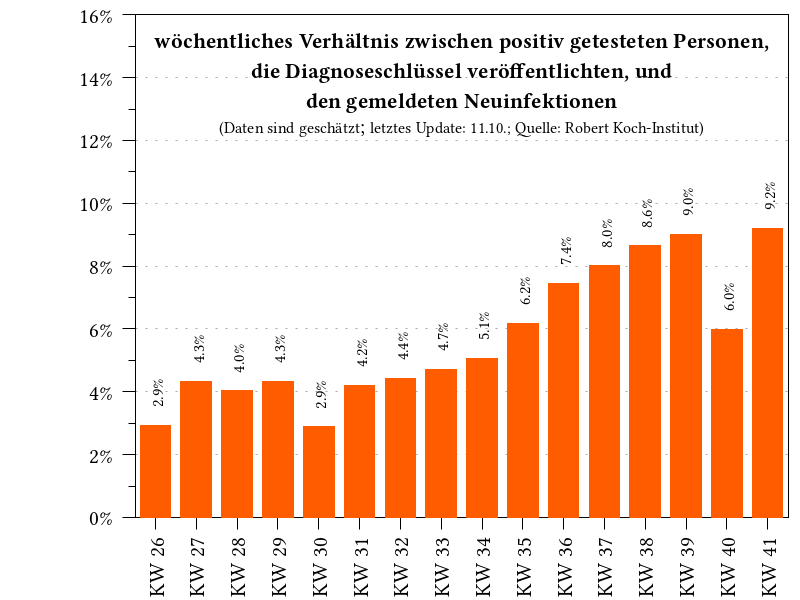 wöchentliches Verhältnis zwischen positiv getesteten Personen,
die Diagnoseschlüssel veröffentlichten, und
den gemeldeten Neuinfektionen
(Daten sind geschätzt; letztes Update: 11.10.; Quelle: Robert Koch-Institut)
16%
14%
12%
10%
8%
6%
4%
2%
0%
2.9%
4.3%
4.0%
4.3%
2.9%
4.2%
4.4%
4.7%
5.1%
6.2%
7.4%
8.0%
8.6%
9.0%
6.0%
9.2%
KW 26
KW 27
KW 28
KW 29
KW 30
KW 31
KW 32
KW 33
KW 34
KW 35
KW 36
KW 37
KW 38
KW 39
KW 40
KW 41